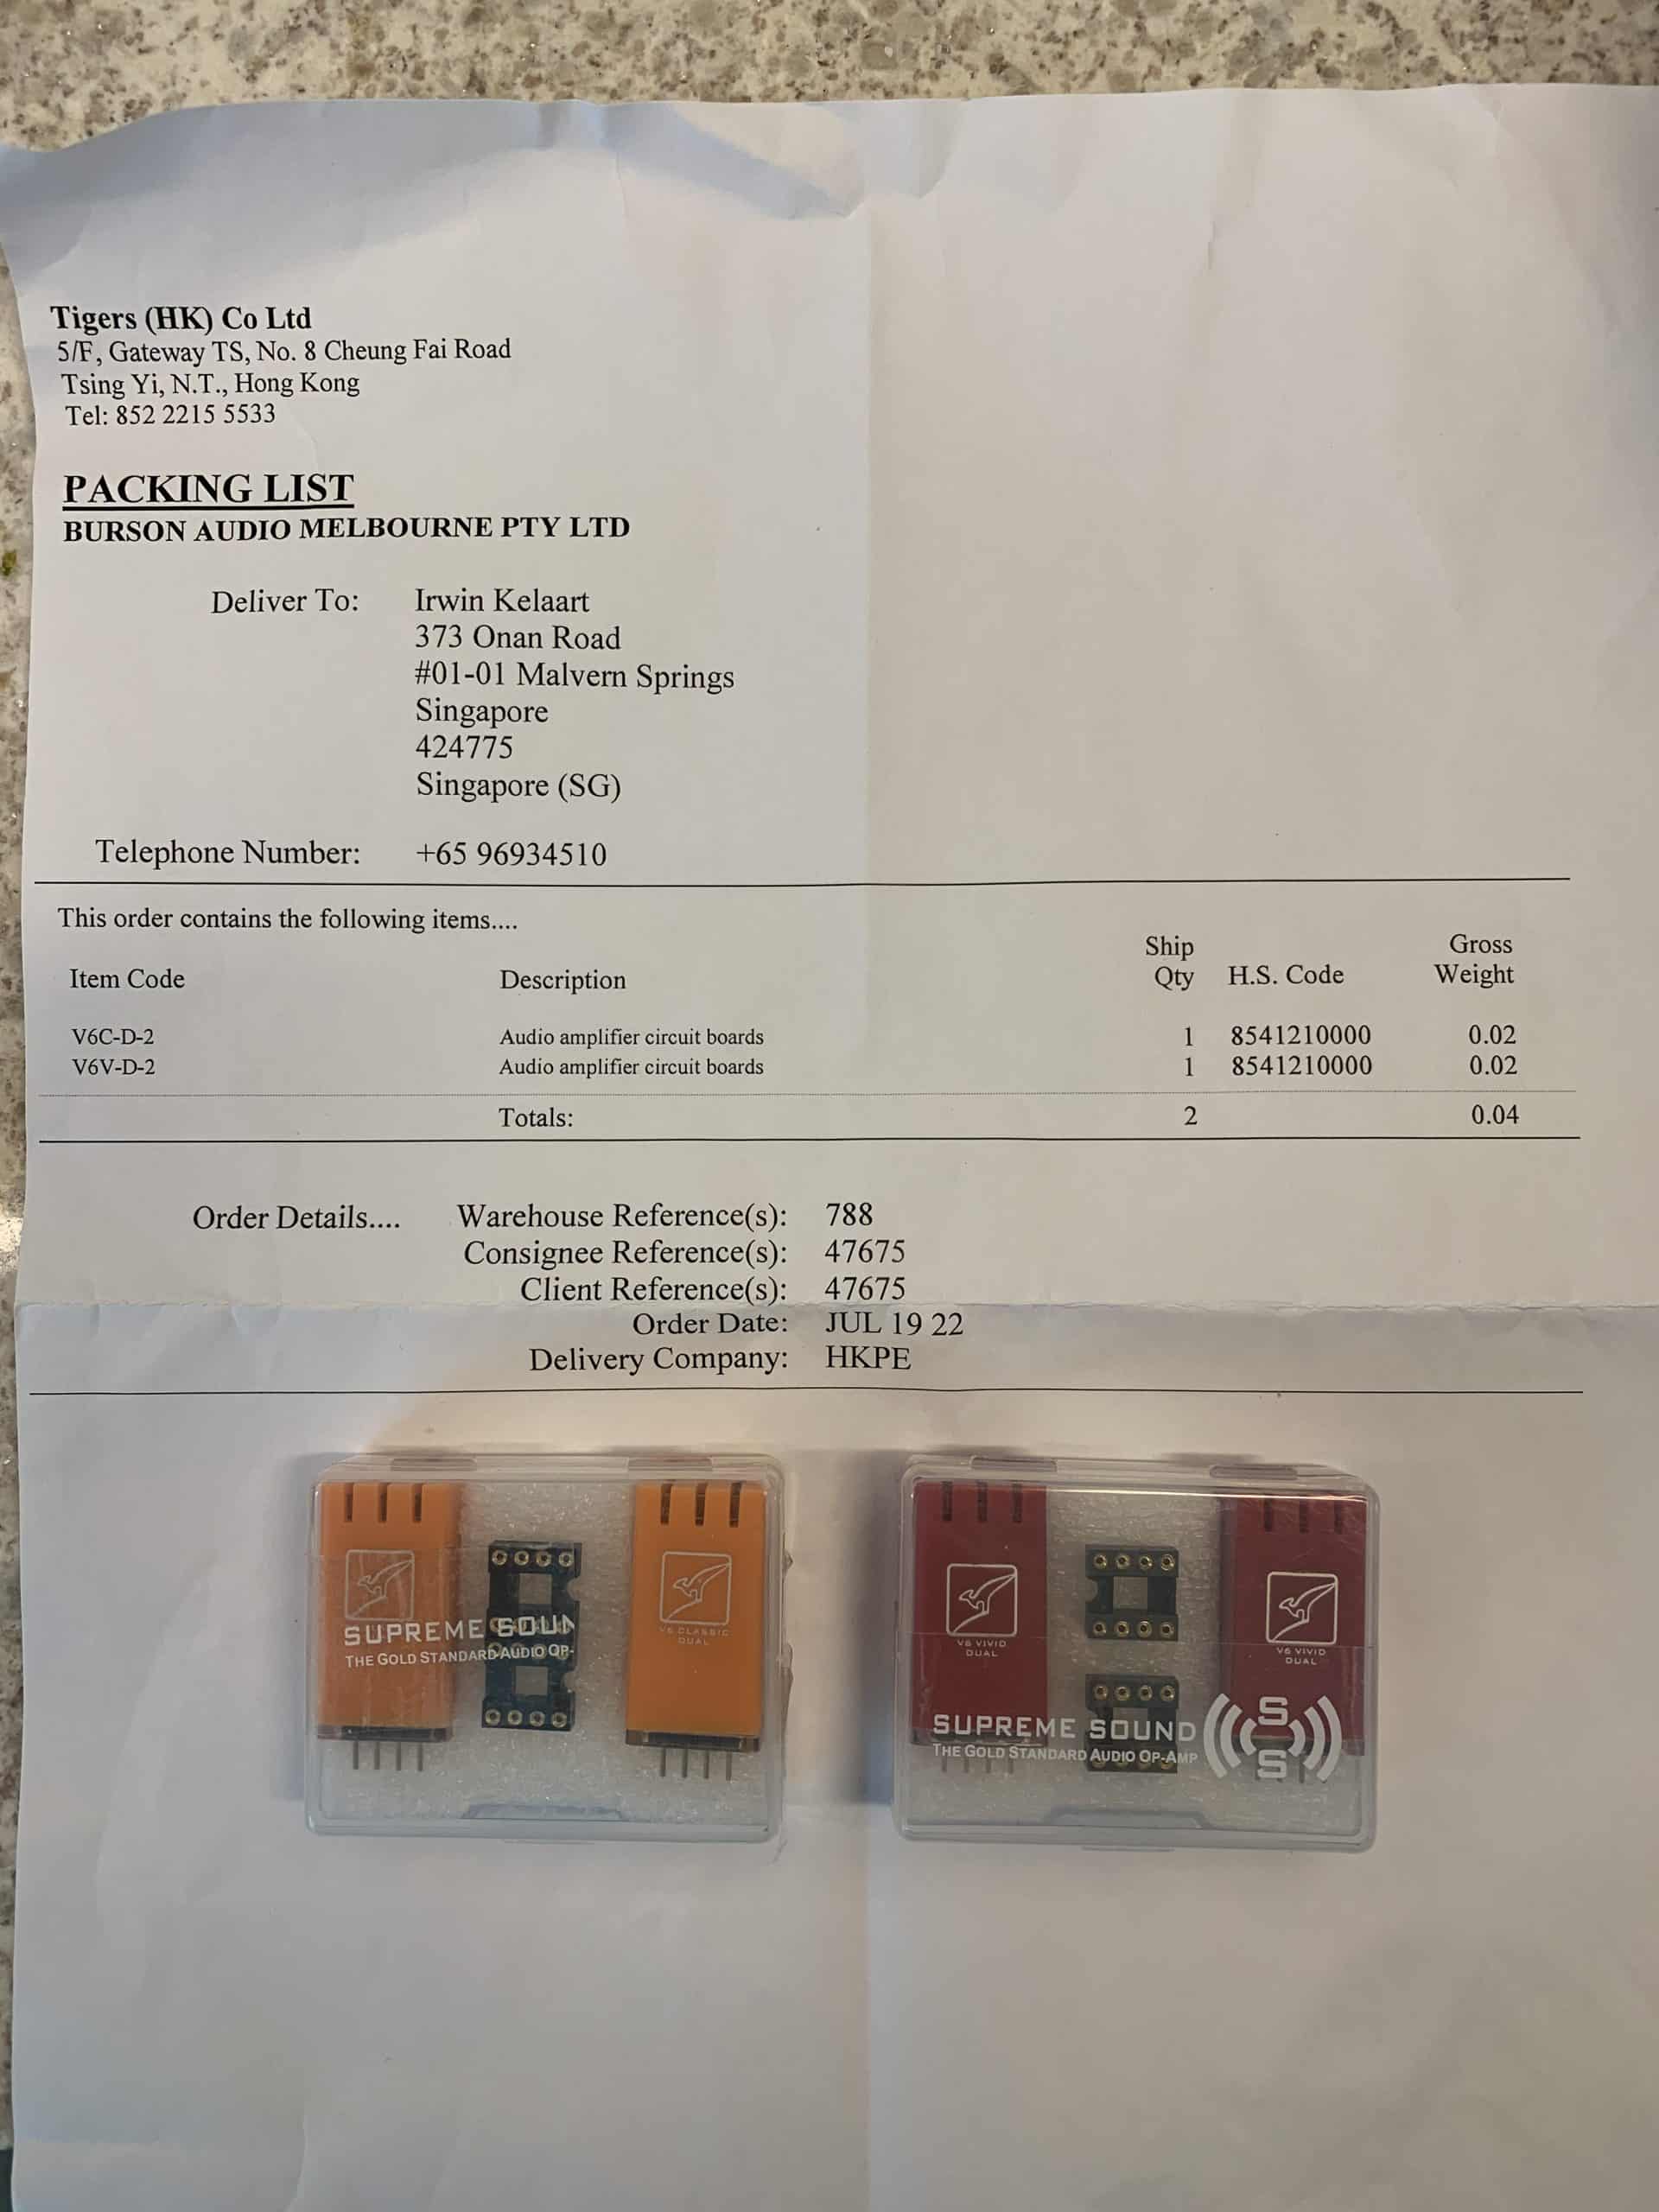 Tigers (HK) Co Ltd
5/F, Gateway TS, No. 8 Cheung Fai Road
Tsing Yi, N.T., Hong Kong
Tel: 852 2215 5533
PACKING LIST
BURSON AUDIO MELBOURNE PTY LTD
Deliver To: Irwin Kelaart
373 Onan Road
#01-01 Malvern Springs
Singapore
424775
Singapore (SG)
Telephone Number: +65 96934510
This order contains the following items....
Item Code Description Ship Qty H.S. Code Gross Weight
V6C-D-2 Audio amplifier circuit boards 1 8541210000 0.02
V6V-D-2 Audio amplifier circuit boards 1 8541210000 0.02
Totals: 2 0.04
Order Details.... Warehouse Reference(s): 788
Consignee Reference(s): 47675
Client Reference(s): 47675
Order Date: JUL 19 22
Delivery Company: HKPE
SUPREME SOUN
THE GOLD STANDARD AUDIO OP-
V6 CLASSIC
DUAL
V6 VIVID
DUAL
V6 VIVID
DUAL
SUPREME SOUND
THE GOLD STANDARD AUDIO OP-AMP
S
S